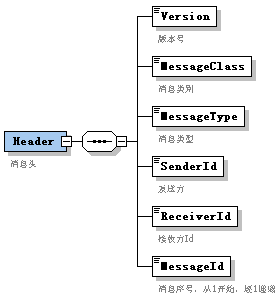 Version
版本号
MessageClass
消息类别
MessageType
消息类型
Header
消息头
SenderId
发送方
ReceiverId
接收方Id
MessageId
消息序号，从1开始，逐1递增